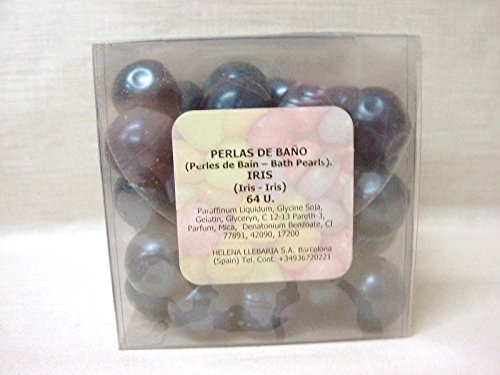 PERLAS DE BAÑO
(Perles de Bain – Bath Pearls).
IRIS
(Iris - Iris)
64 U.
Paraffinum Liquidum, Glycine Soja,
Gelatin, Glyceryn, C 12-13 Pareth-3,
Parfum, Mica, Denatonium Benzoate, CI
77891, 42090, 17200
HELENA LLEBARIA S.A. Barcelona
(Spain) Tel. Cont. +34936720221